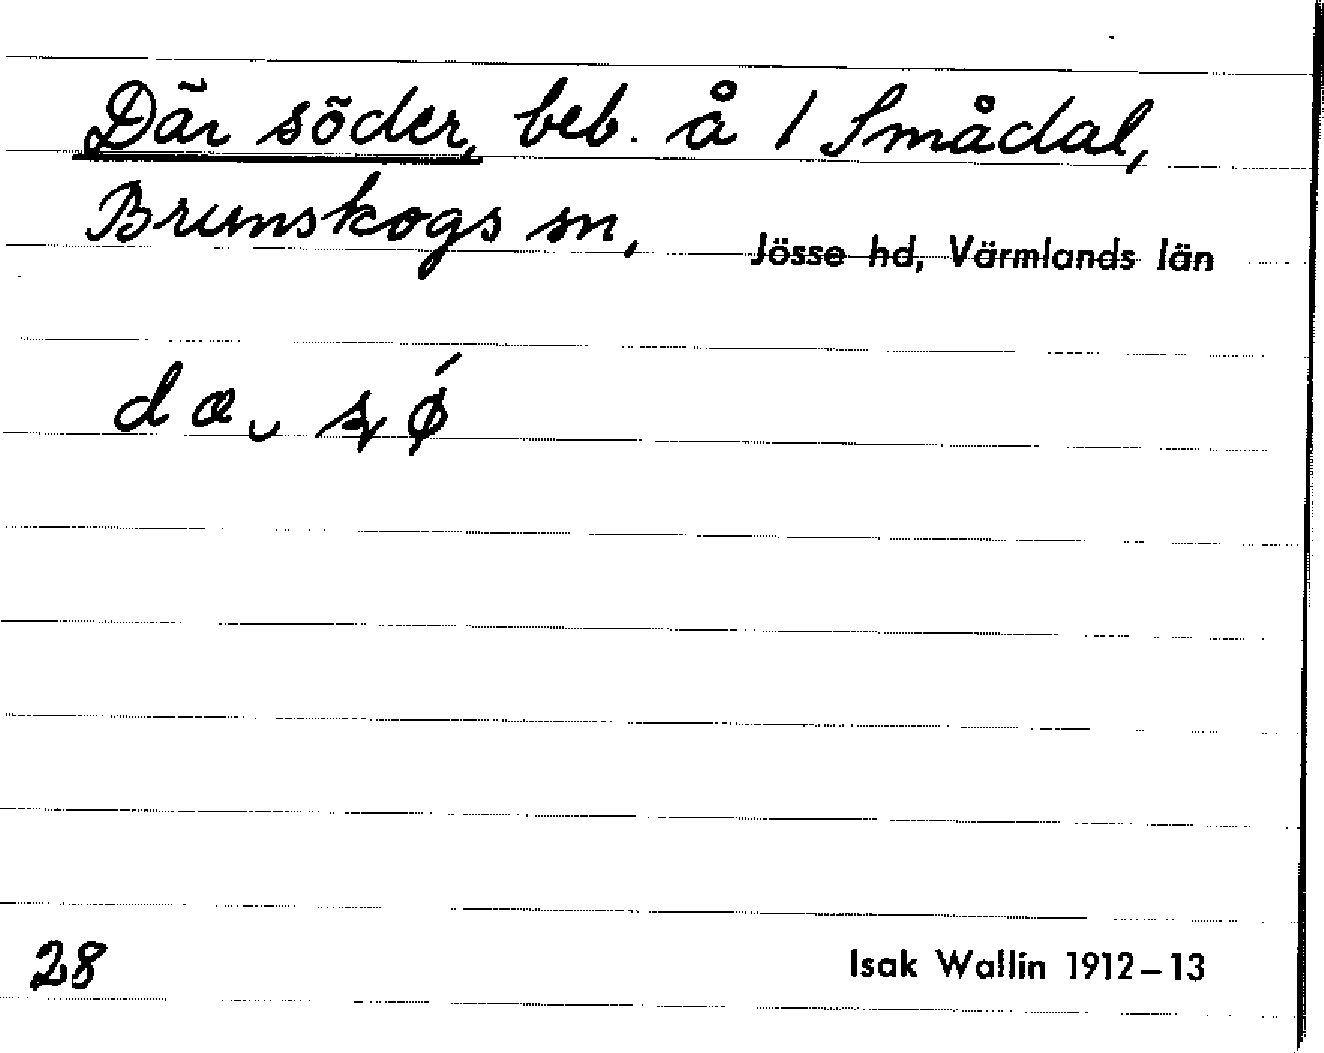 Där söder, beb. å 1 Smådal,
Brunskogs sn, Jösse hd, Värmlands län
28 Isak Wallin 1912–13